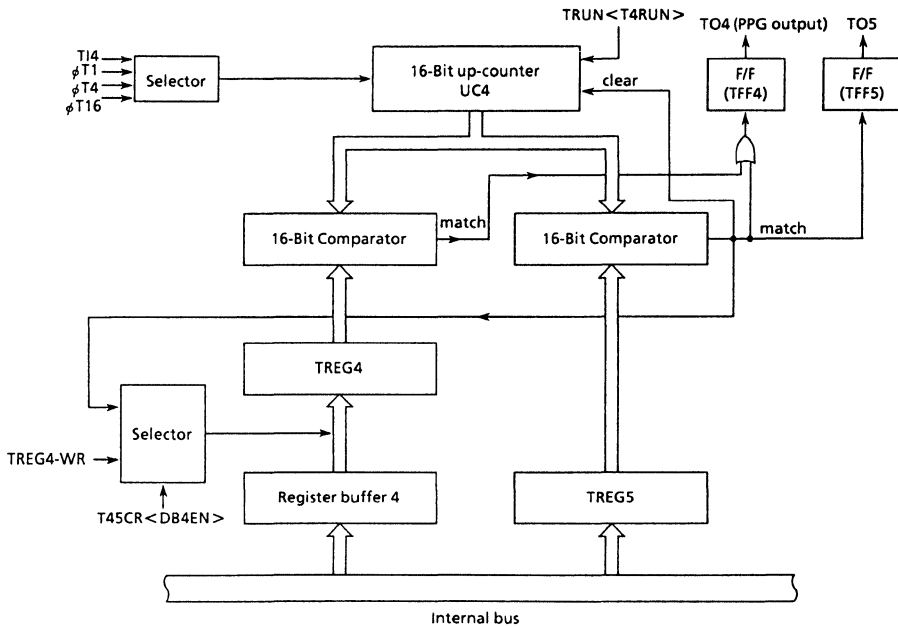 TRUN<T4RUN>
TO4 (PPG output)
TO5
TI4
φT1
φT4
φT16
Selector
16-Bit up-counter
UC4
clear
F/F
(TFF4)
F/F
(TFF5)
16-Bit Comparator
match
16-Bit Comparator
match
TREG4
Selector
TREG4-WR
T45CR<DB4EN>
Register buffer 4
TREG5
Internal bus